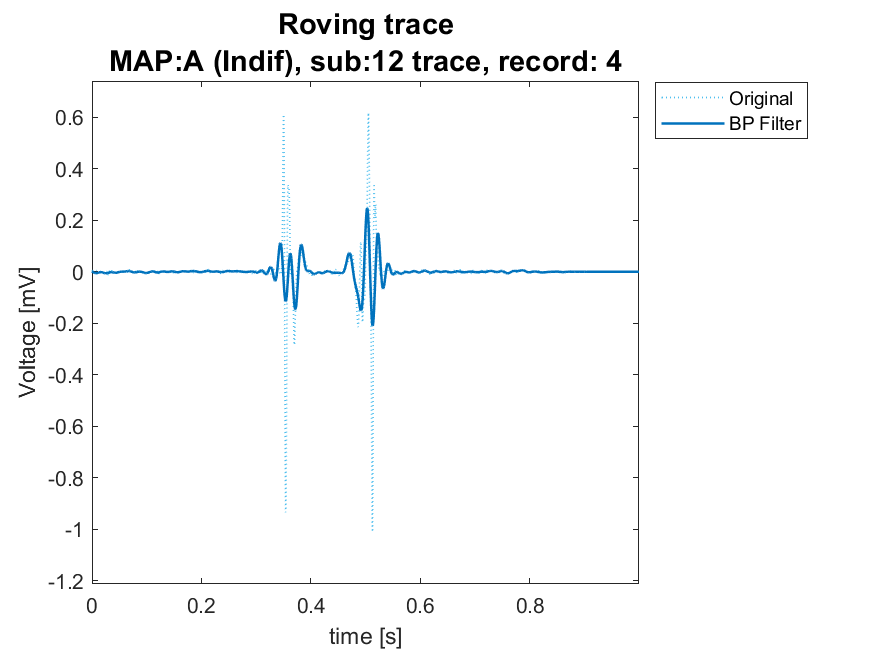 Roving trace
MAP:A (Indif), sub:12 trace, record: 4
Original
BP Filter
0.6
0.4
0.2
0
-0.2
-0.4
-0.6
-0.8
-1
-1.2
Voltage [mV]
0
0.2
0.4
0.6
0.8
time [s]